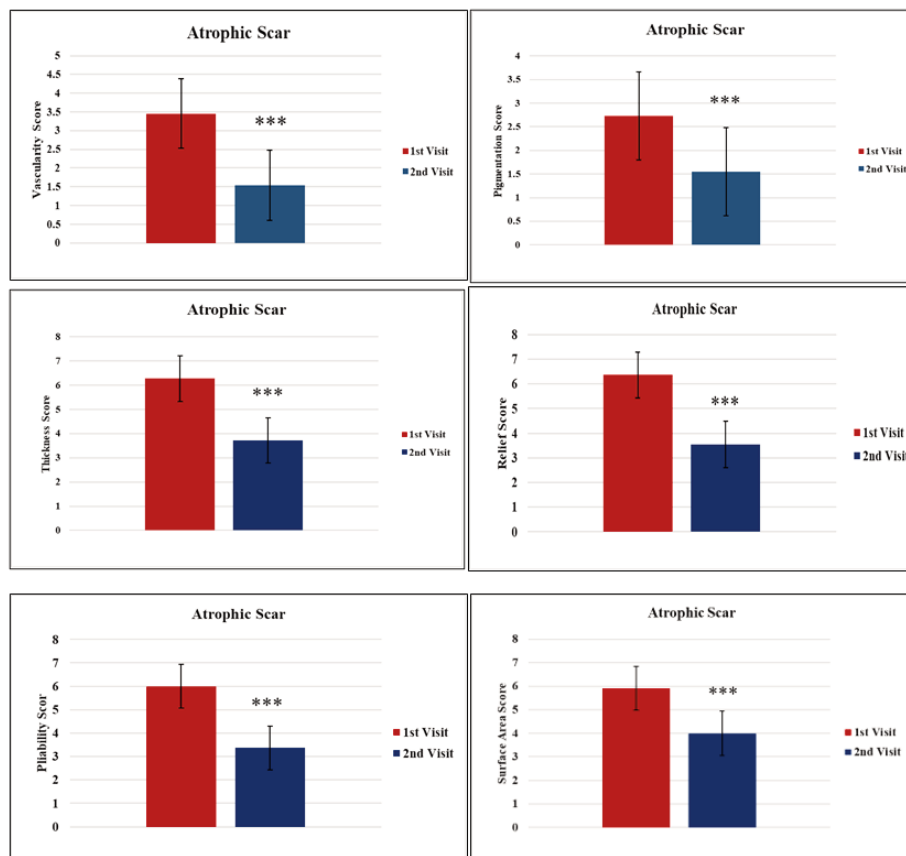 Atrophic Scar
5
4.5
4
3.5
3
2.5
2
1.5
1
0.5
0
Vascularity Score
***
1st Visit
2nd Visit
Atrophic Scar
4
3.5
3
2.5
2
1.5
1
0.5
0
Pigmentation Score
***
1st Visit
2nd Visit
Atrophic Scar
8
7
6
5
4
3
2
1
0
Thickness Score
***
1st Visit
2nd Visit
Atrophic Scar
8
7
6
5
4
3
2
1
0
Relief Score
***
1st Visit
2nd Visit
Atrophic Scar
8
7
6
5
4
3
2
1
0
Pliability Scor
***
1st Visit
2nd Visit
Atrophic Scar
8
7
6
5
4
3
2
1
0
Surface Area Score
***
1st Visit
2nd Visit